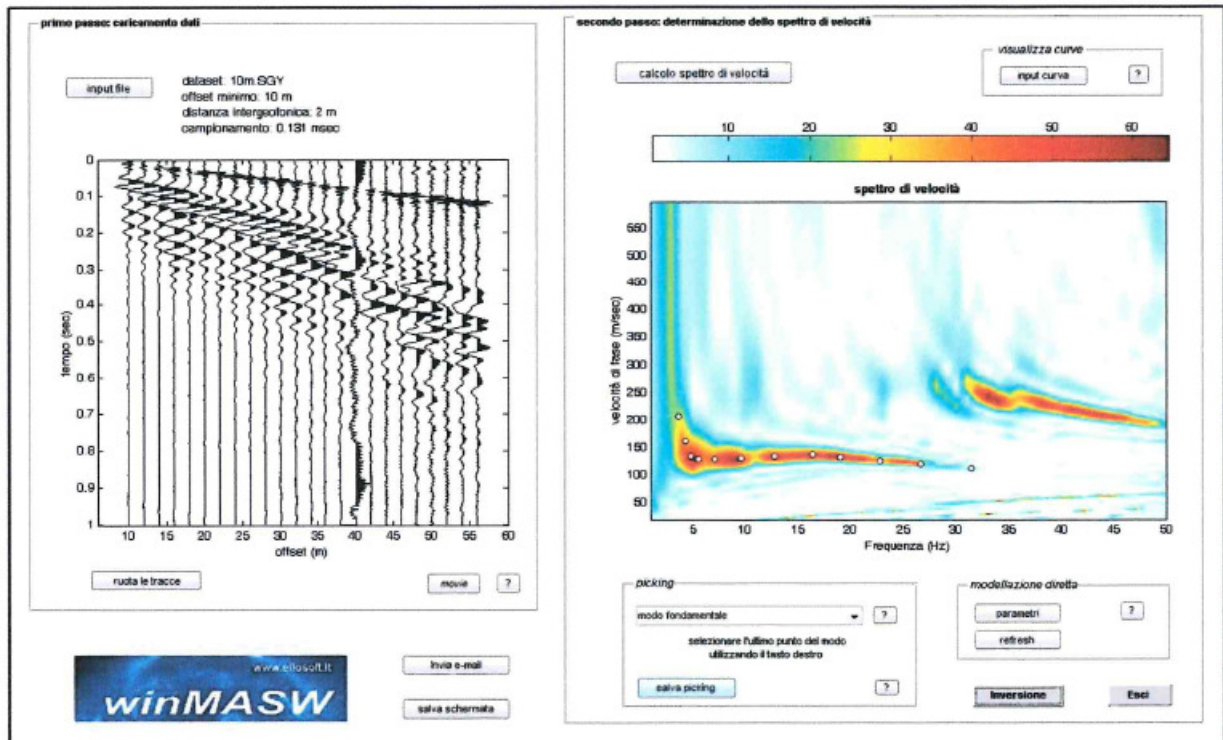 primo passo: caricamento dati
input file
dataset: 10m.SGY
offset minimo: 10 m
distanza intergeofonica: 2 m
campionamento: 0.131 msec
0
0.1
0.2
0.3
0.4
0.5
0.6
0.7
0.8
0.9
1
tempo (sec)
10 15 20 25 30 35 40 45 50 55 60
offset (m)
ruota le tracce
movie
?
www.eliosoft.it
winMASW
Invia e-mail
salva schermata
secondo passo: determinazione dello spettro di velocità
calcolo spettro di velocità
visualizza curve
input curva
?
10 20 30 40 50 60
spettro di velocità
550
500
450
400
350
300
250
200
150
100
50
velocità di fase (m/sec)
5 10 15 20 25 30 35 40 45 50
Frequenza (Hz)
picking
modo fondamentale
?
selezionare l'ultimo punto del modo
utilizzando il tasto destro
salva picking
?
modellazione diretta
parametri
?
refresh
Inversione
Esci